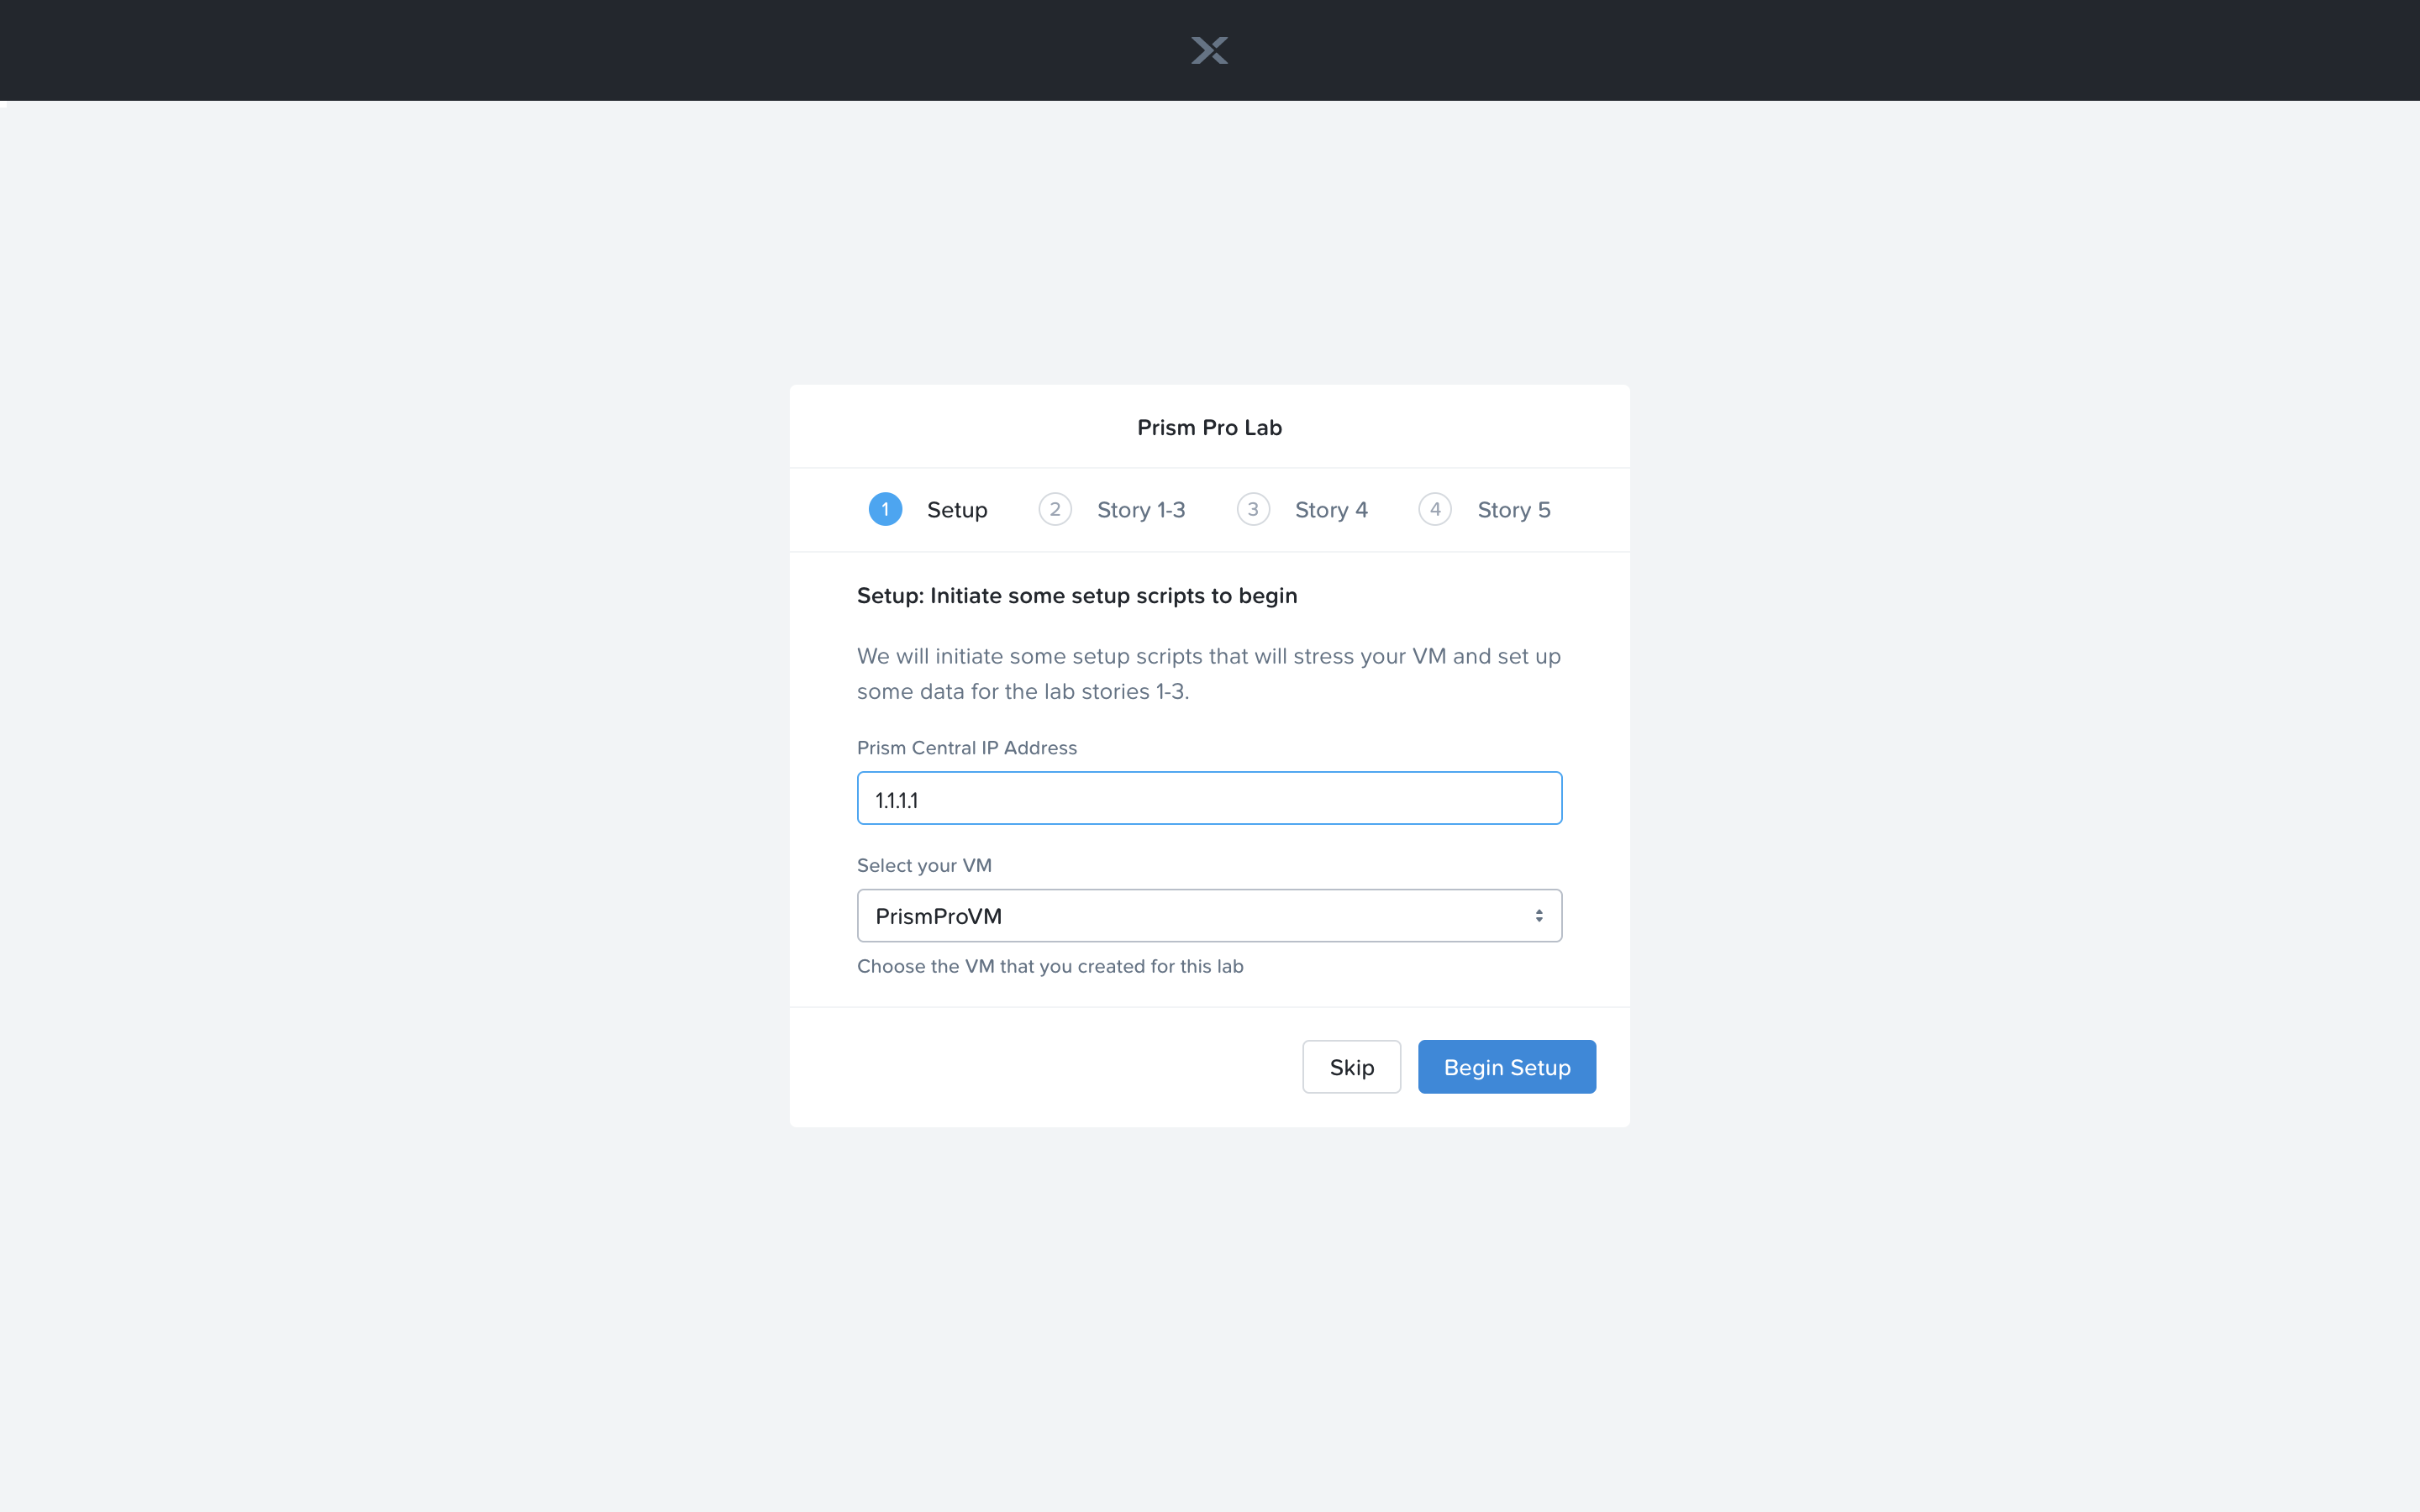 Prism Pro Lab
1 Setup 2 Story 1-3 3 Story 4 4 Story 5
Setup: Initiate some setup scripts to begin
We will initiate some setup scripts that will stress your VM and set up
some data for the lab stories 1-3.
Prism Central IP Address
1.1.1.1
Select your VM
PrismProVM
Choose the VM that you created for this lab
Skip Begin Setup